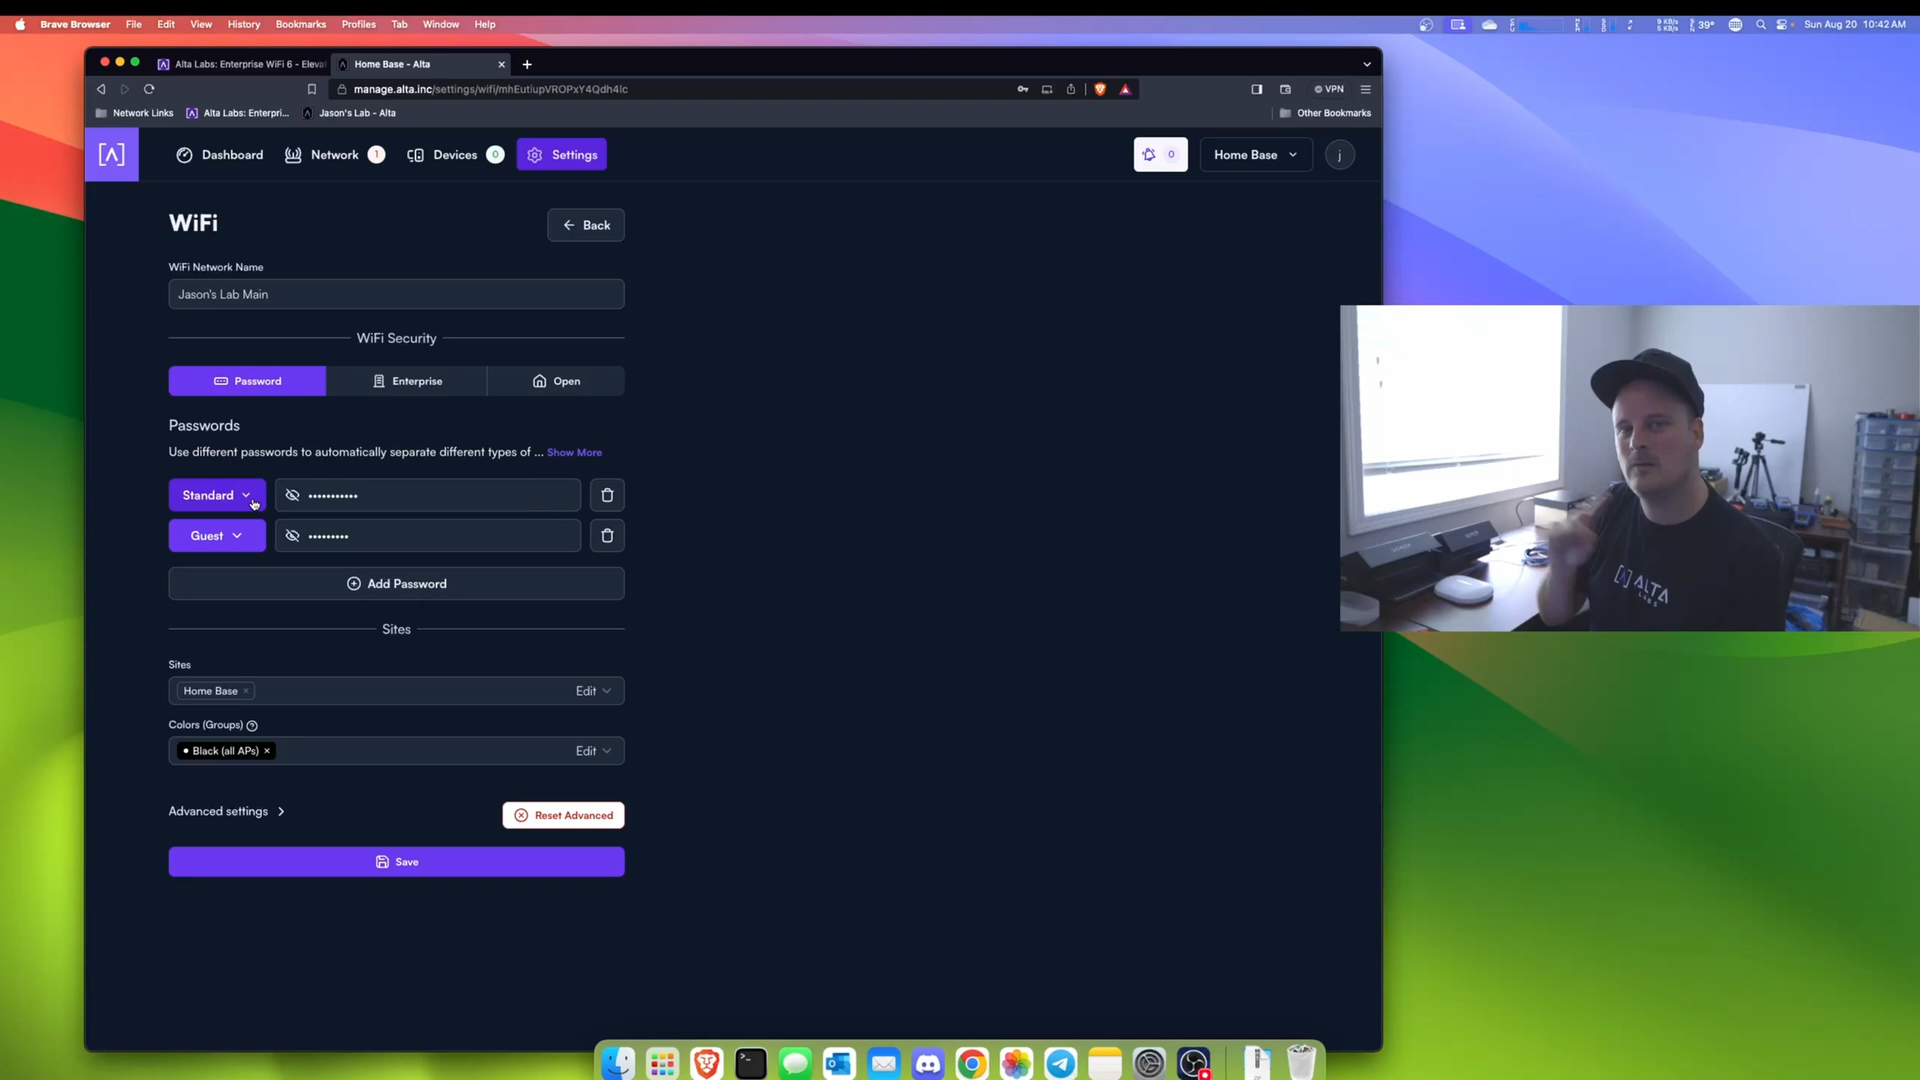 Brave Browser File Edit View History Bookmarks Profiles Tab Window Help
39° Sun Aug 20 10:42 AM
Alta Labs: Enterprise WiFi 6 - Eleva
Home Base - Alta
manage.alta.inc/settings/wifi/mhEutiupVROPxY4Qdh4lc
VPN
Network Links
Alta Labs: Enterpri...
Jason's Lab - Alta
Other Bookmarks
Dashboard
Network 1
Devices 0
Settings
0
Home Base
j
WiFi
Back
WiFi Network Name
Jason's Lab Main
WiFi Security
Password
Enterprise
Open
Passwords
Use different passwords to automatically separate different types of ... Show More
Standard
Guest
Add Password
Sites
Sites
Home Base
Edit
Colors (Groups)
Black (all APs)
Edit
Advanced settings
Reset Advanced
Save
ALTA
LABS